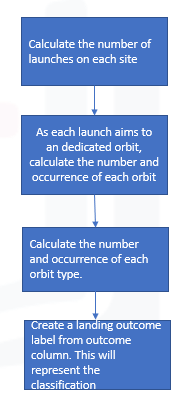 Calculate the number of
launches on each site
As each launch aims to
an dedicated orbit,
calculate the number and
occurrence of each orbit
Calculate the number
and occurrence of each
orbit type.
Create a landing outcome
label from outcome
column. This will
represent the
classification